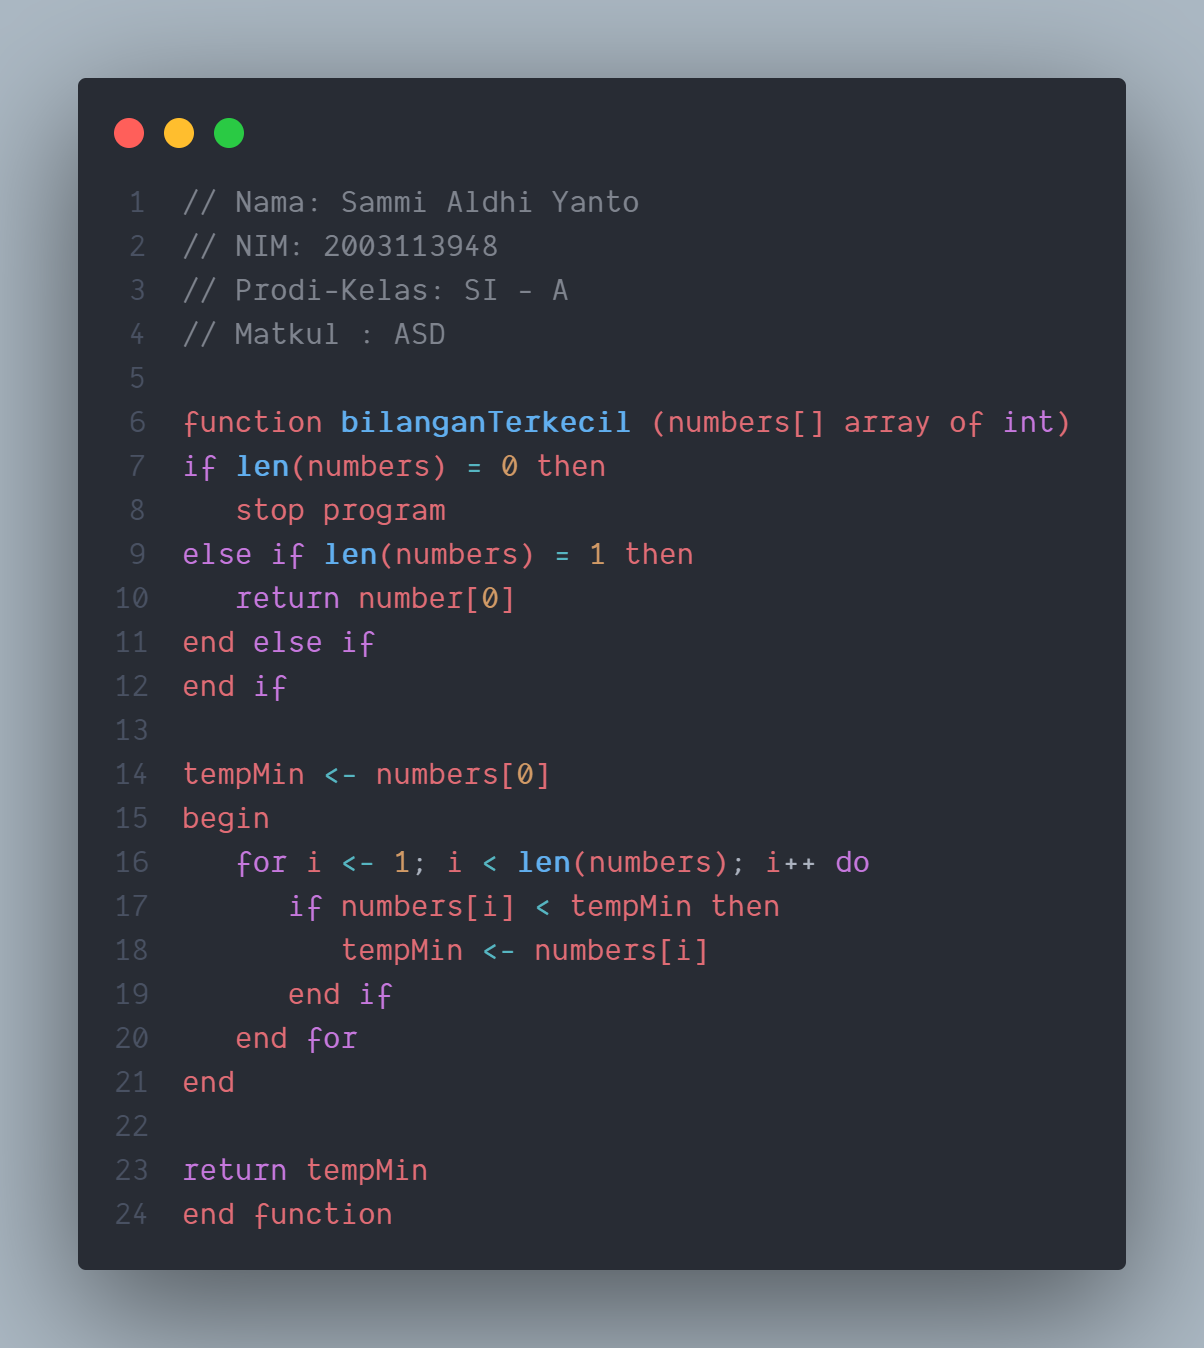 1 // Nama: Sammi Aldhi Yanto
2 // NIM: 2003113948
3 // Prodi-Kelas: SI - A
4 // Matkul : ASD
5
6 function bilanganTerkecil (numbers[] array of int)
7 if len(numbers) = 0 then
8    stop program
9 else if len(numbers) = 1 then
10    return number[0]
11 end else if
12 end if
13
14 tempMin <- numbers[0]
15 begin
16    for i <- 1; i < len(numbers); i++ do
17       if numbers[i] < tempMin then
18          tempMin <- numbers[i]
19       end if
20    end for
21 end
22
23 return tempMin
24 end function